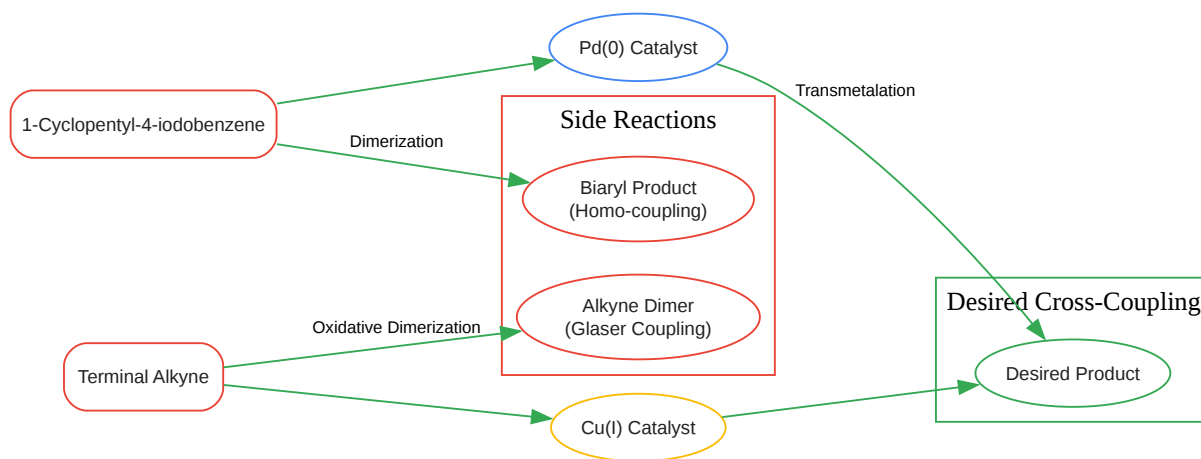 Pd(0) Catalyst
Transmetalation
1-Cyclopentyl-4-iodobenzene
Side Reactions
Dimerization
Biaryl Product
(Homo-coupling)
Desired Cross-Coupling
Alkyne Dimer
(Glaser Coupling)
Oxidative Dimerization
Terminal Alkyne
Desired Product
Cu(I) Catalyst